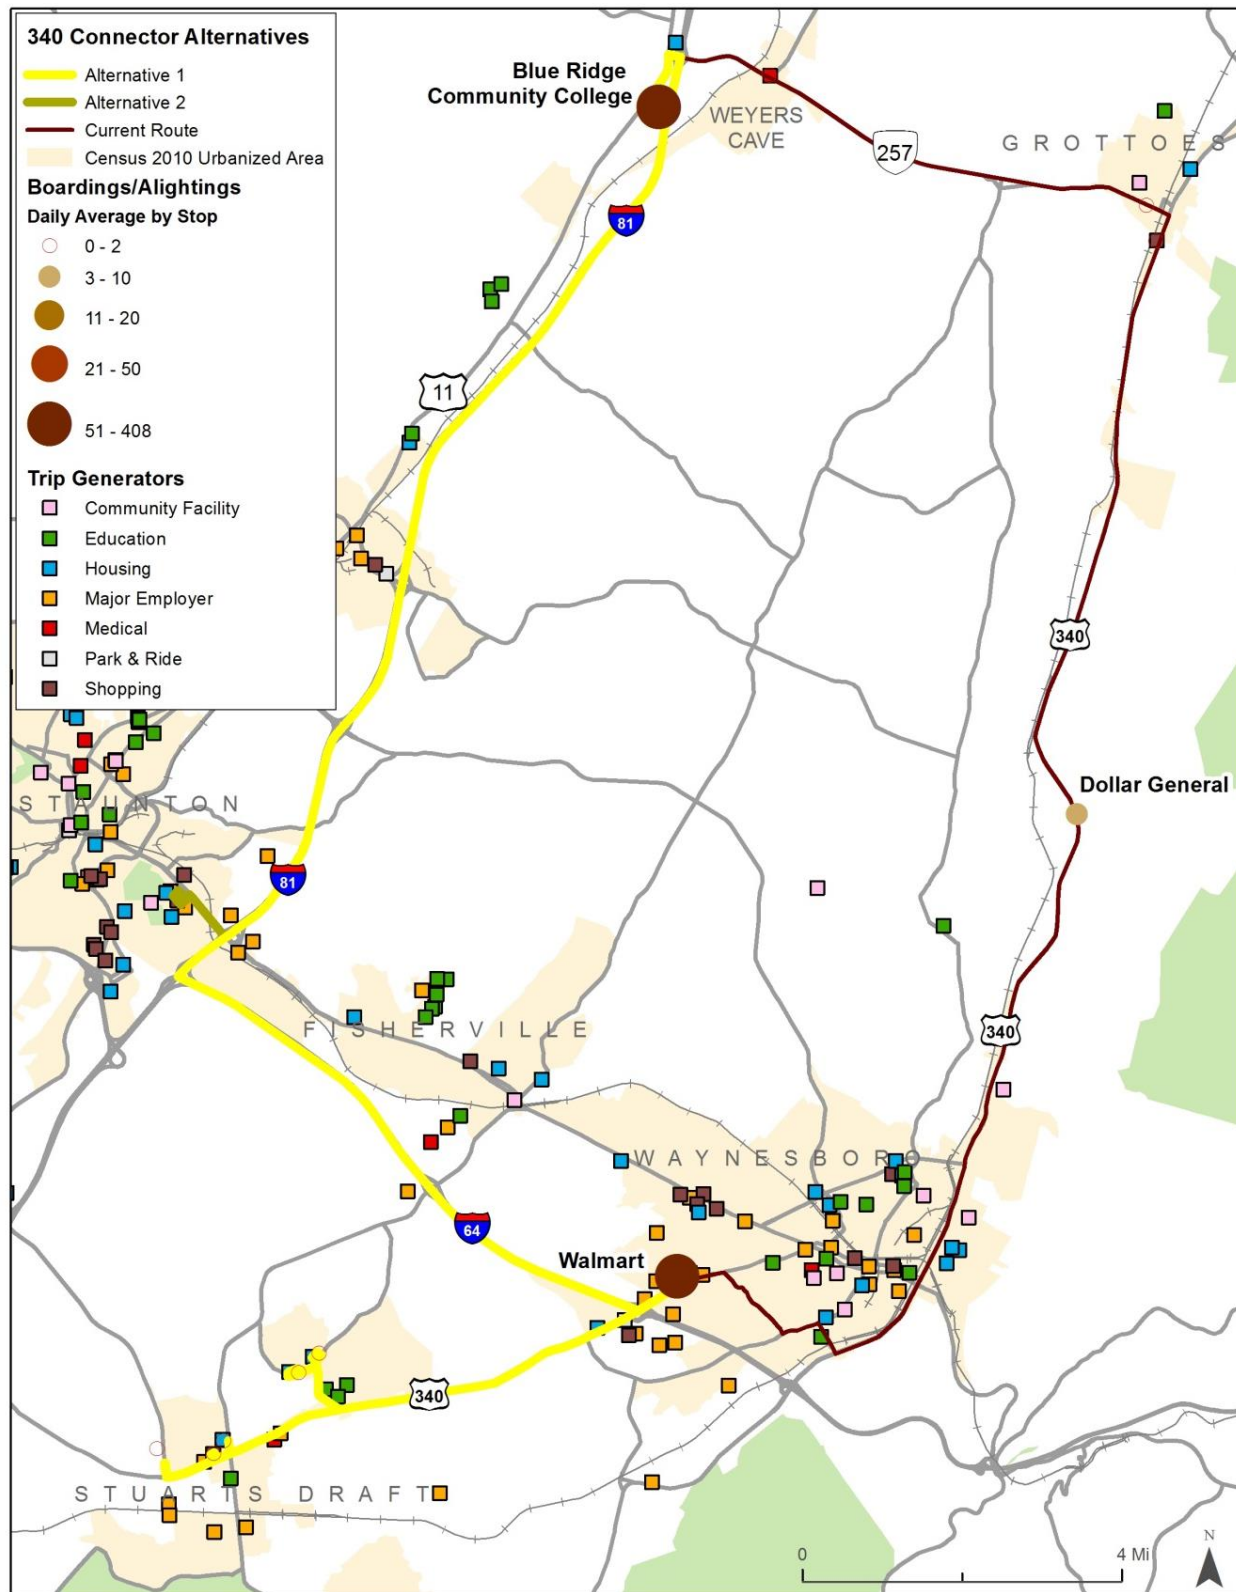 340 Connector Alternatives
Alternative 1
Alternative 2
Current Route
Census 2010 Urbanized Area
Boardings/Alightings
Daily Average by Stop
0 - 2
3 - 10
11 - 20
21 - 50
51 - 408
Trip Generators
Community Facility
Education
Housing
Major Employer
Medical
Park & Ride
Shopping
Blue Ridge
Community College
WEYERS
CAVE
GROTTOES
257
81
11
340
Dollar General
STAUNTON
81
FISHERVILLE
340
WAYNESBORO
64
Walmart
340
STUARTS DRAFT
N
0
4 Mi